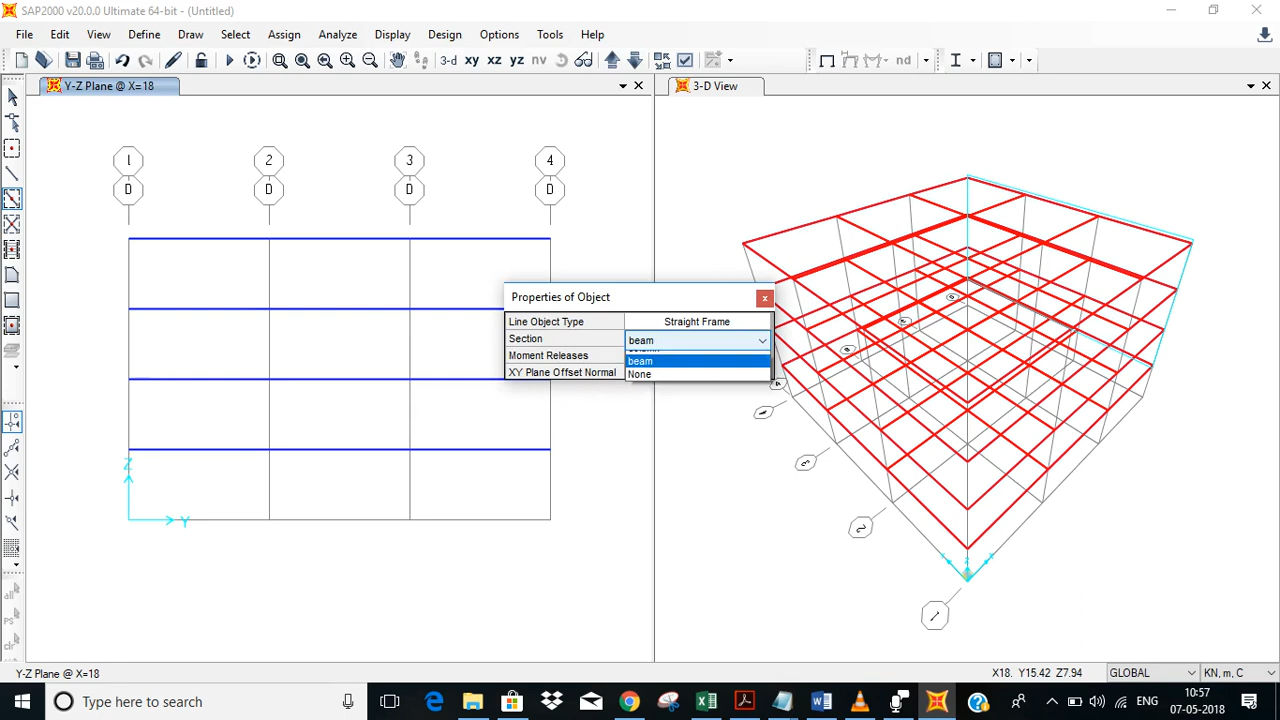 SAP2000 v20.0.0 Ultimate 64-bit - (Untitled)
File Edit View Define Draw Select Assign Analyze Display Design Options Tools Help
3-d xy xz yz nv nd
Y-Z Plane @ X=18
3-D View
1 2 3 4
D D D D
Properties of Object
Line Object Type Straight Frame
Section beam
Moment Releases
XY Plane Offset Normal
beam
None
Z
Y
all
PS
clr
Y-Z Plane @ X=18
X18. Y15.42 Z7.94
GLOBAL
KN, m, C
Type here to search
ENG
10:57
07-05-2018